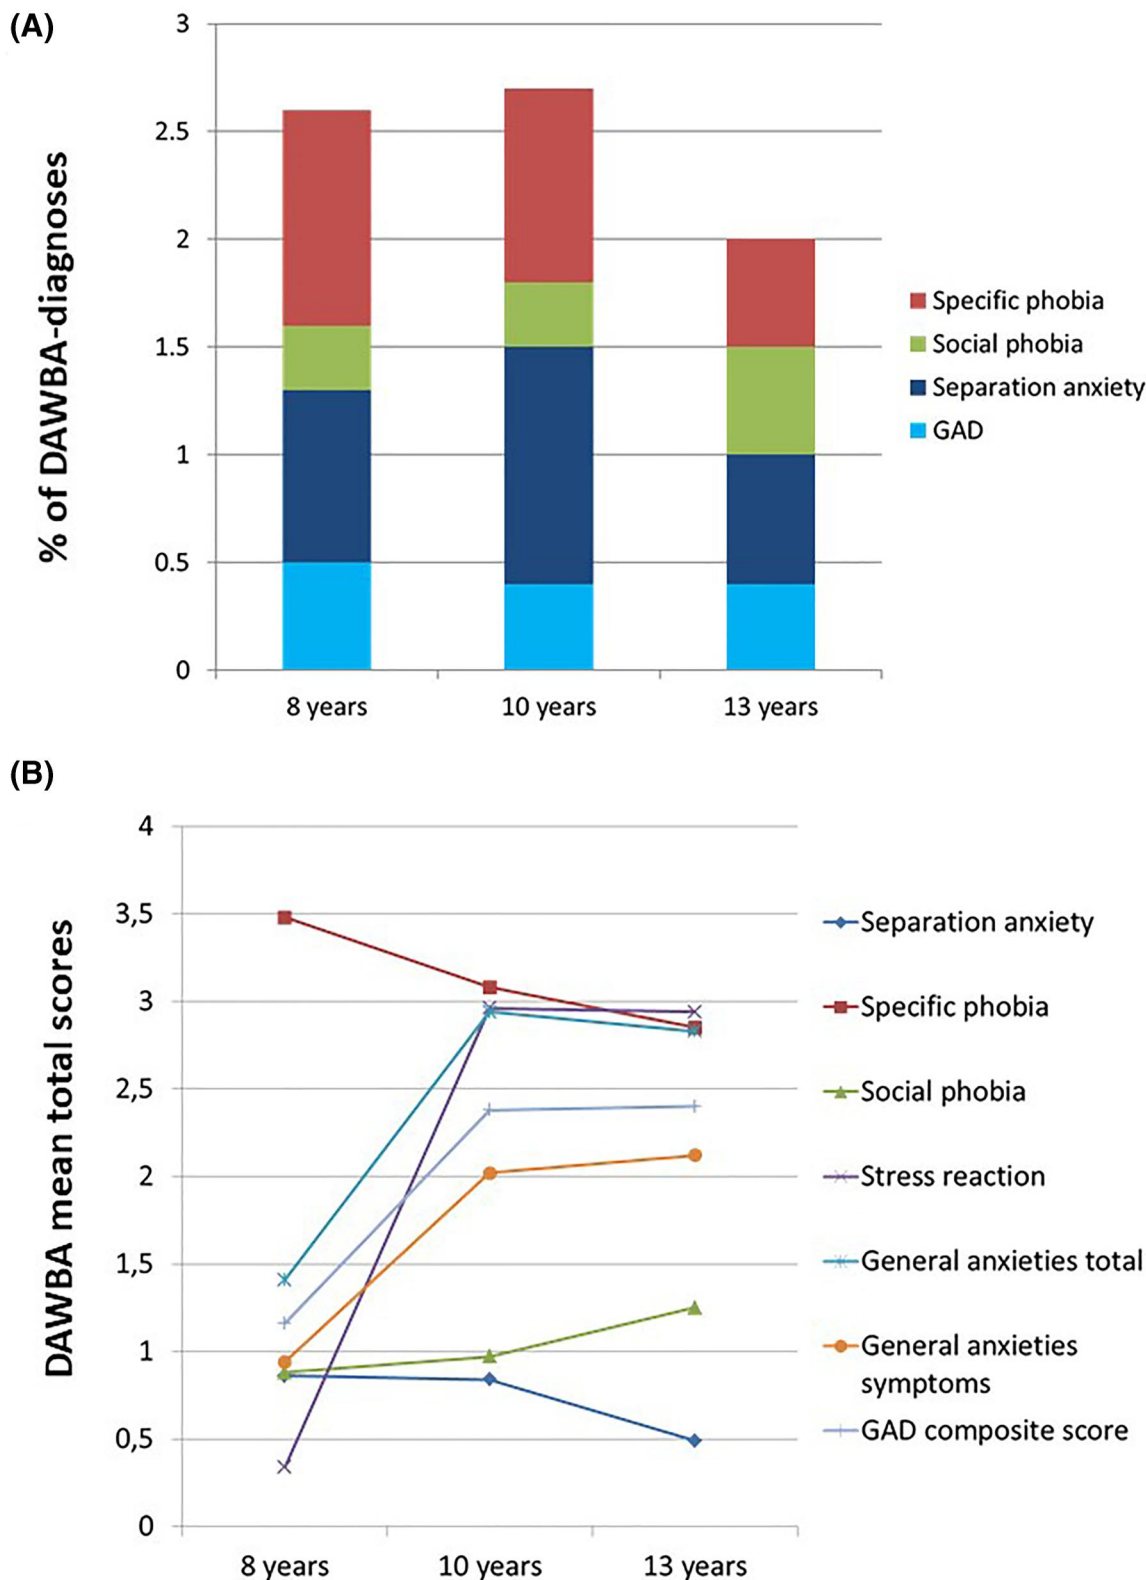 (A)
% of DAWBA-diagnoses
3
2.5
2
1.5
1
0.5
0
8 years
10 years
13 years
Specific phobia
Social phobia
Separation anxiety
GAD
(B)
DAWBA mean total scores
4
3,5
3
2,5
2
1,5
1
0,5
0
8 years
10 years
13 years
Separation anxiety
Specific phobia
Social phobia
Stress reaction
General anxieties total
General anxieties
symptoms
GAD composite score